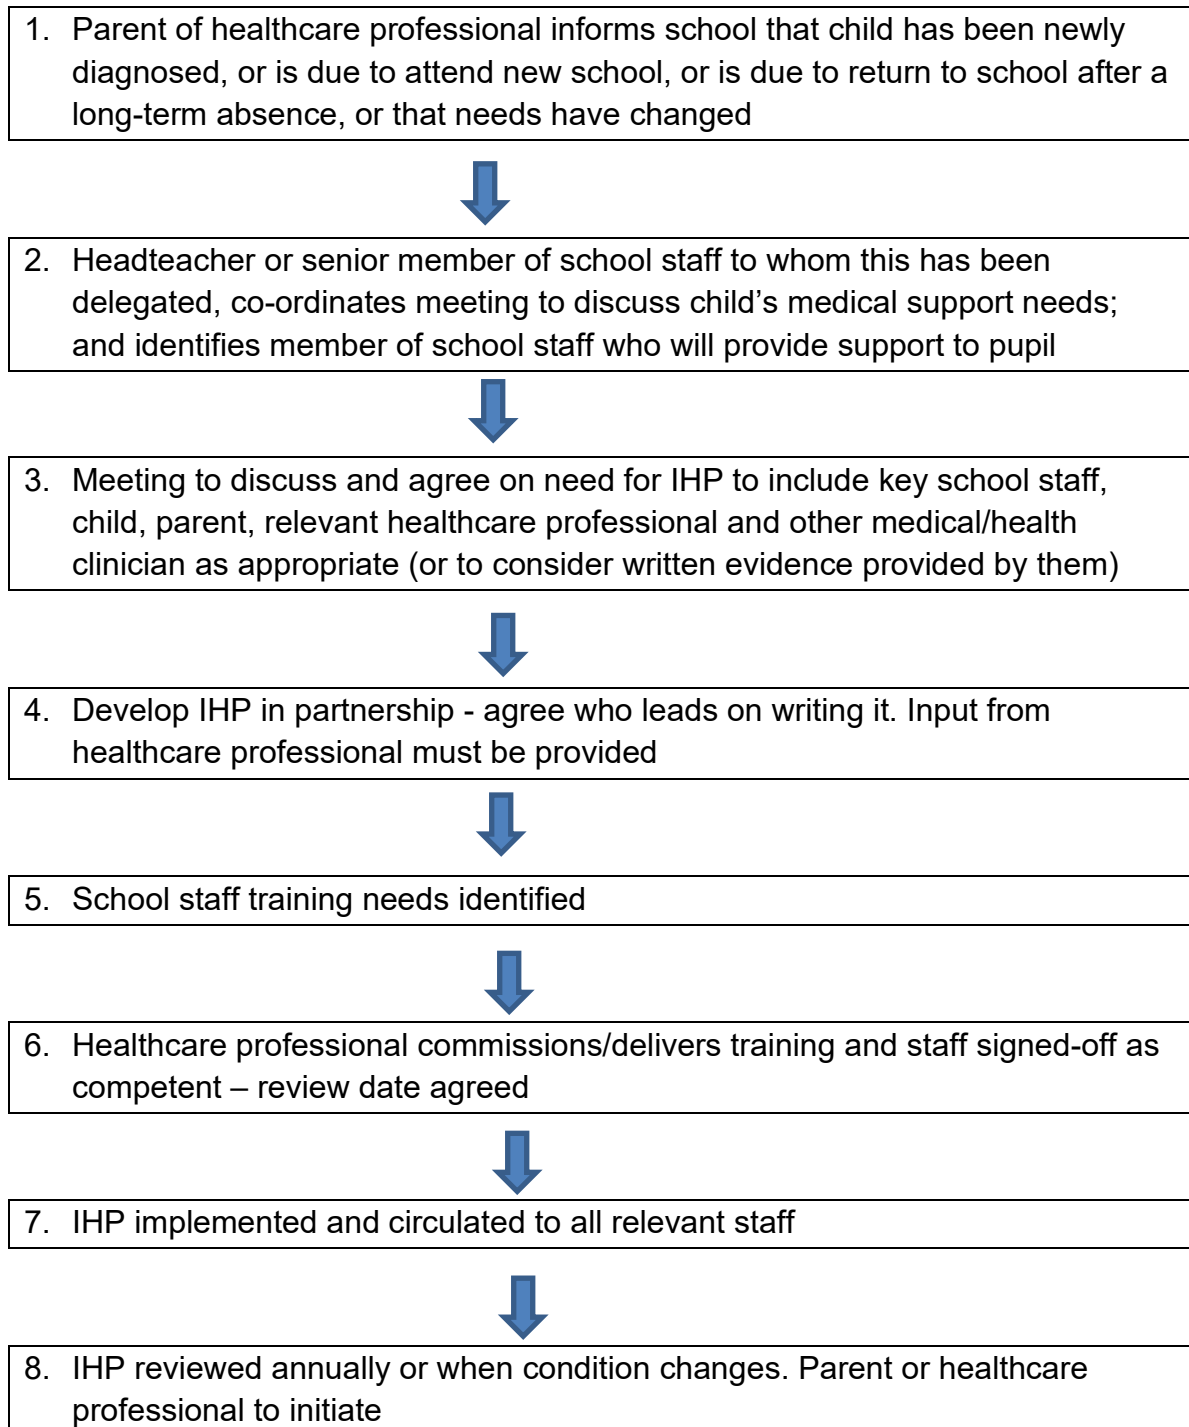 1. Parent of healthcare professional informs school that child has been newly
diagnosed, or is due to attend new school, or is due to return to school after a
long-term absence, or that needs have changed
2. Headteacher or senior member of school staff to whom this has been
delegated, co-ordinates meeting to discuss child’s medical support needs;
and identifies member of school staff who will provide support to pupil
3. Meeting to discuss and agree on need for IHP to include key school staff,
child, parent, relevant healthcare professional and other medical/health
clinician as appropriate (or to consider written evidence provided by them)
4. Develop IHP in partnership - agree who leads on writing it. Input from
healthcare professional must be provided
5. School staff training needs identified
6. Healthcare professional commissions/delivers training and staff signed-off as
competent – review date agreed
7. IHP implemented and circulated to all relevant staff
8. IHP reviewed annually or when condition changes. Parent or healthcare
professional to initiate